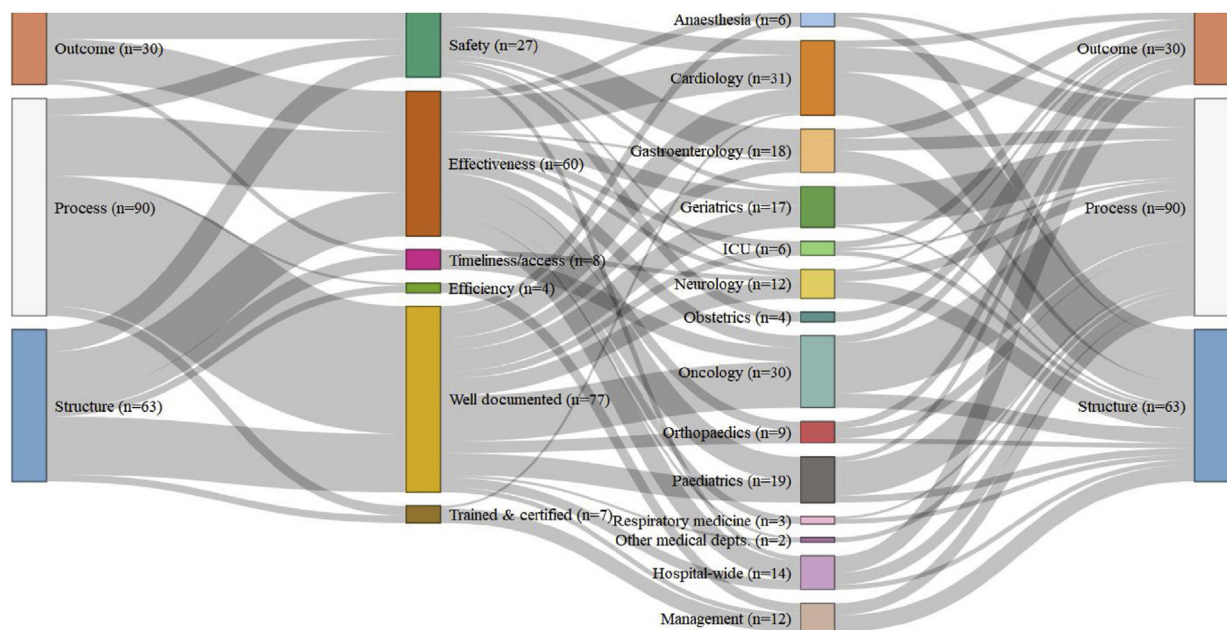 Outcome (n=30)
Process (n=90)
Structure (n=63)
Safety (n=27)
Effectiveness (n=60)
Timeliness/access (n=8)
Efficiency (n=4)
Well documented (n=77)
Trained & certified (n=7)
Anaesthesia (n=6)
Cardiology (n=31)
Gastroenterology (n=18)
Geriatrics (n=17)
ICU (n=6)
Neurology (n=12)
Obstetrics (n=4)
Oncology (n=30)
Orthopaedics (n=9)
Paediatrics (n=19)
Respiratory medicine (n=3)
Other medical depts. (n=2)
Hospital-wide (n=14)
Management (n=12)
Outcome (n=30)
Process (n=90)
Structure (n=63)